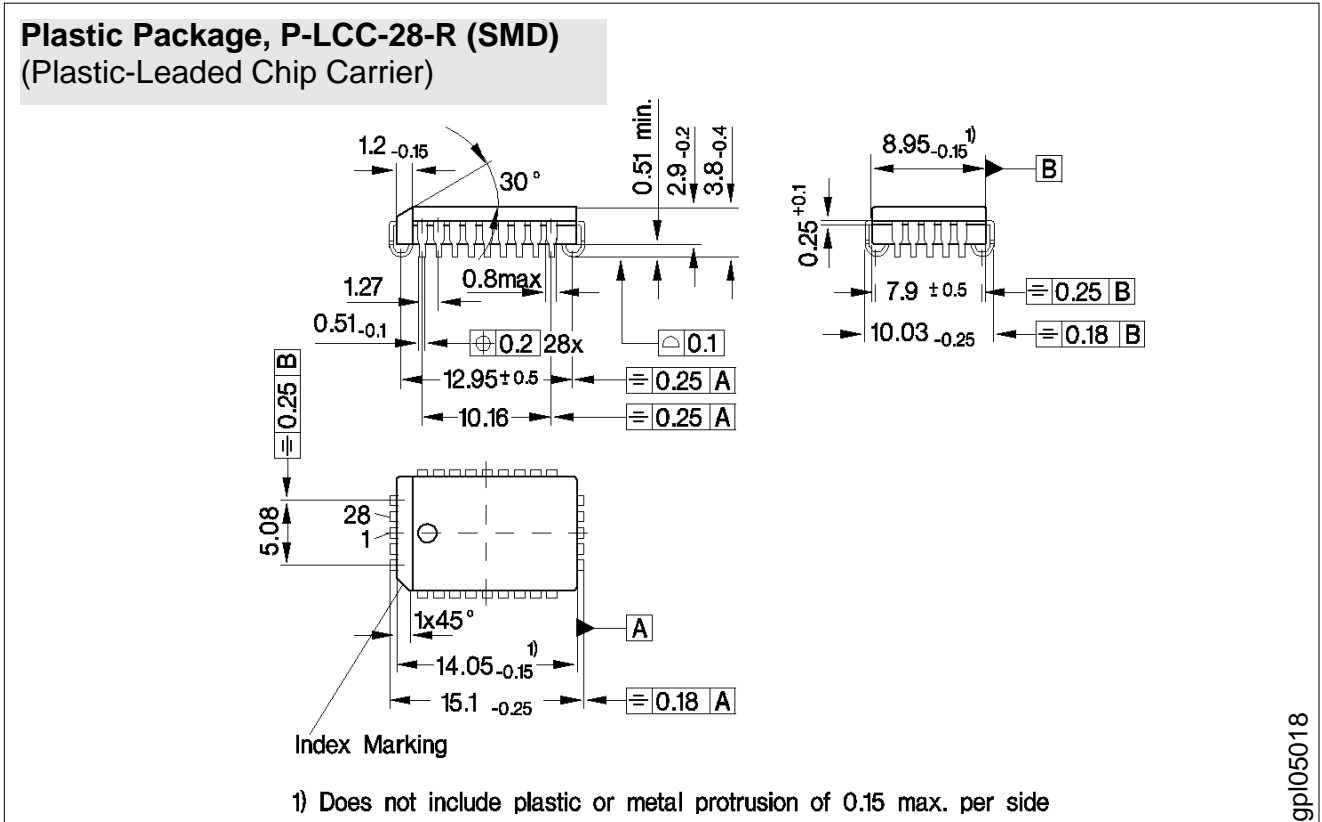 Plastic Package, P-LCC-28-R (SMD)
(Plastic-Leaded Chip Carrier)
1.2 -0.15
30°
0.51 min.
2.9 -0.2
3.8 -0.4
8.95 -0.15 1)
B
0.25 +0.1
1.27
0.8max
0.51 -0.1
⌖ 0.2 28x
⌓ 0.1
7.9 ± 0.5
⌯ 0.25 B
10.03 -0.25
⌯ 0.18 B
12.95 ± 0.5
⌯ 0.25 A
10.16
⌯ 0.25 A
⌯ 0.25 B
5.08
28
1
1x45°
A
14.05 -0.15 1)
15.1 -0.25
⌯ 0.18 A
Index Marking
1) Does not include plastic or metal protrusion of 0.15 max. per side
gpl05018